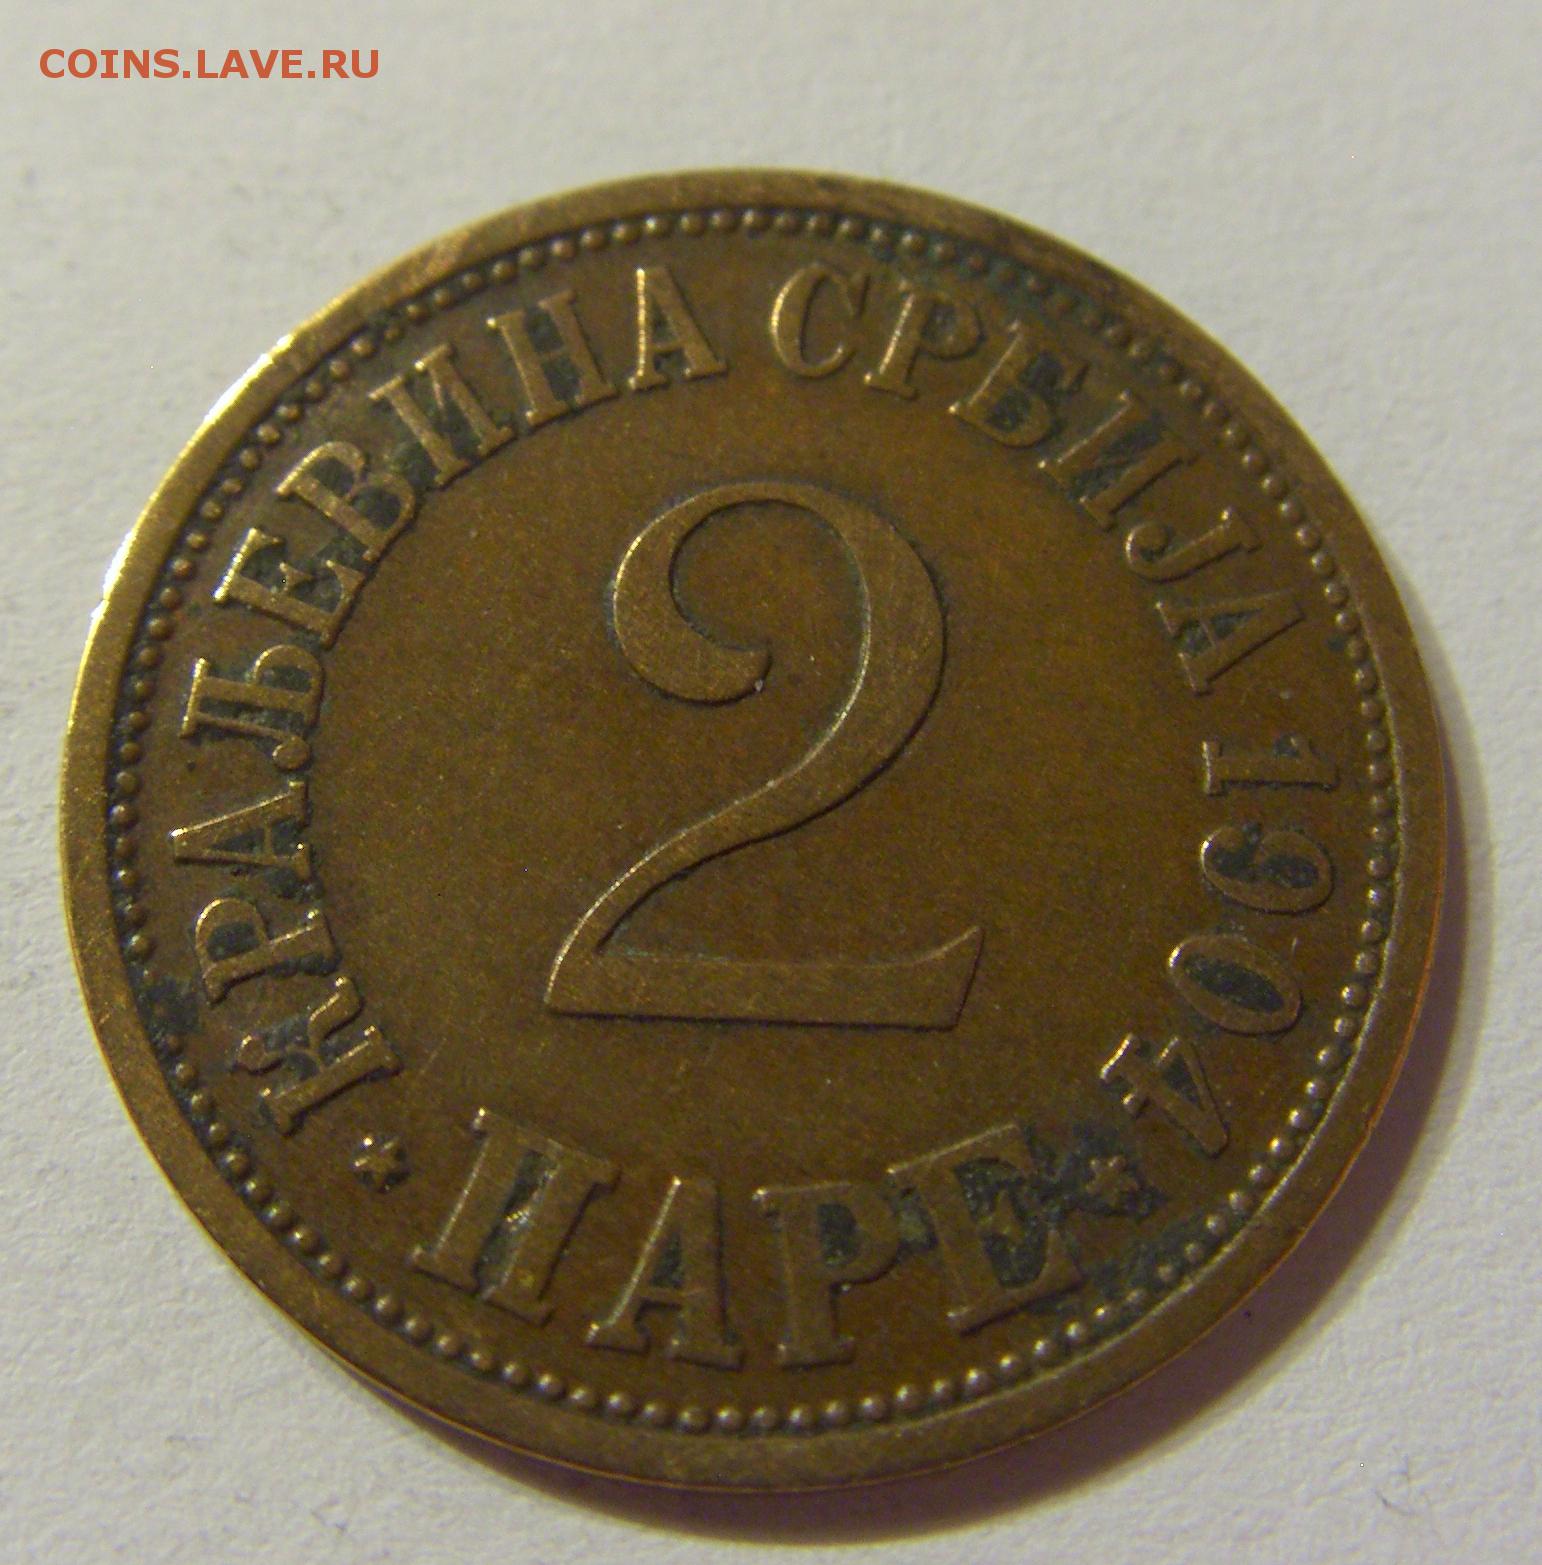 COINS.LAVE.RU
КРАЉЕВИНА СРБИЈА 1904
2
ПАРЕ